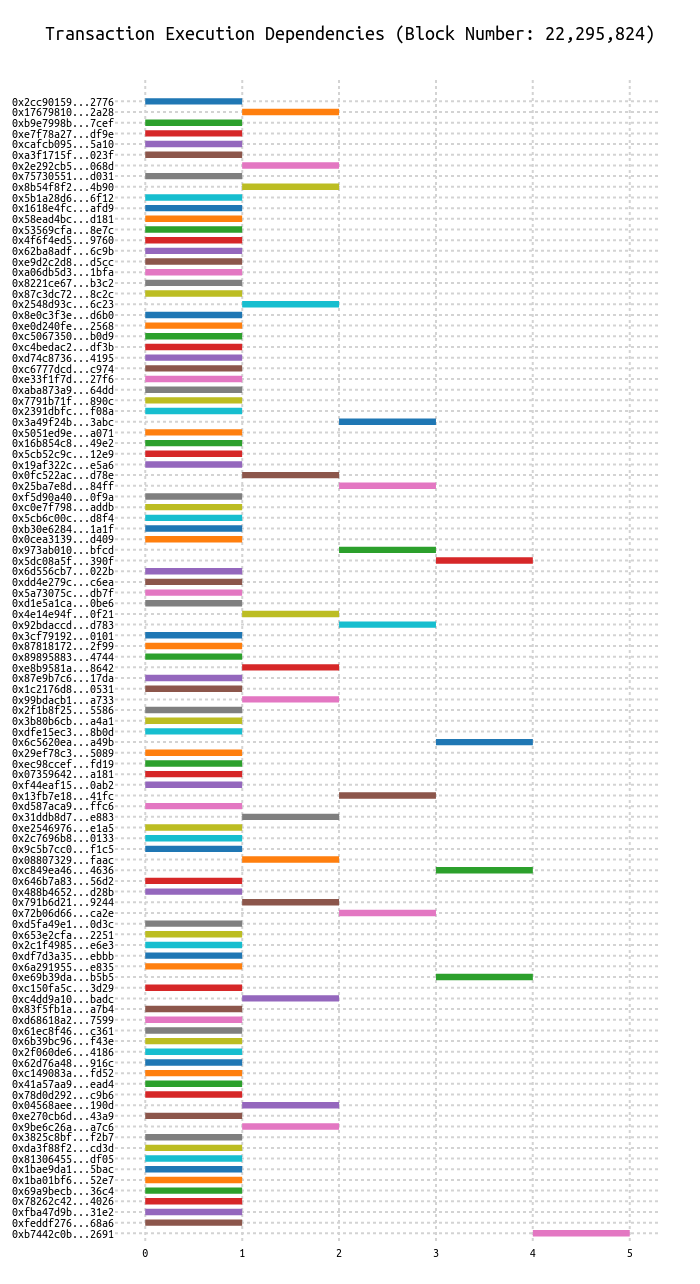 Transaction Execution Dependencies (Block Number: 22,295,824)
0x2cc90159...2776
0x17679810...2a28
0xb9e7998b...7cef
0xe7f78a27...df9e
0xcafcb095...5a10
0xa3f1715f...023f
0x2e292cb5...068d
0x75730551...d031
0x8b54f8f2...4b90
0x5b1a28d6...6f12
0x1618e4fc...afd9
0x58ead4bc...d181
0x53569cfa...8e7c
0x4f6f4ed5...9760
0x62ba8adf...6c9b
0xe9d2c2d8...d5cc
0xa06db5d3...1bfa
0x8221ce67...b3c2
0x87c3dc72...8c2c
0x2548d93c...6c23
0x8e0c3f3e...d6b0
0xe0d240fe...2568
0xc5067350...b0d9
0xc4bedac2...df3b
0xd74c8736...4195
0xc6777dcd...c974
0xe33f1f7d...27f6
0xaba873a9...64dd
0x7791b71f...890c
0x2391dbfc...f08a
0x3a49f24b...3abc
0x5051ed9e...a071
0x16b854c8...49e2
0x5cb52c9c...12e9
0x19af322c...e5a6
0x0fc522ac...d78e
0x25ba7e8d...84ff
0xf5d90a40...0f9a
0xc0e7f798...addb
0x5cb6c00c...d8f4
0xb30e6284...1a1f
0x0cea3139...d409
0x973ab010...bfcd
0x5dc08a5f...390f
0x6d556cb7...022b
0xdd4e279c...c6ea
0x5a73075c...db7f
0xd1e5a1ca...0be6
0x4e14e94f...0f21
0x92bdaccd...d783
0x3cf79192...0101
0x87818172...2f99
0x89895883...4744
0xe8b9581a...8642
0x87e9b7c6...17da
0x1c2176d8...0531
0x99bdacb1...a733
0x2f1b8f25...5586
0x3b80b6cb...a4a1
0xdfe15ec3...8b0d
0x6c5620ea...a49b
0x29ef78c3...5089
0xec98ccef...fd19
0x07359642...a181
0xf44eaf15...0ab2
0x13fb7e18...41fc
0xd587aca9...ffc6
0x31ddb8d7...e883
0xe2546976...e1a5
0x2c7696b8...0133
0x9c5b7cc0...f1c5
0x08807329...faac
0xc849ea46...4636
0x646b7a83...56d2
0x488b4652...d28b
0x791b6d21...9244
0x72b06d66...ca2e
0xd5fa49e1...0d3c
0x653e2cfa...2251
0x2c1f4985...e6e3
0xdf7d3a35...ebbb
0x6a291955...e835
0xe69b39da...b5b5
0xc150fa5c...3d29
0xc4dd9a10...badc
0x83f5fb1a...a7b4
0xd68618a2...7599
0x61ec8f46...c361
0x6b39bc96...f43e
0x2f060de6...4186
0x62d76a48...916c
0xc149083a...fd52
0x41a57aa9...ead4
0x78d0d292...c9b6
0x04568aee...190d
0xe270cb6d...43a9
0x9be6c26a...a7c6
0x3825c8bf...f2b7
0xda3f88f2...cd3d
0x81306455...df05
0x1bae9da1...5bac
0x1ba01bf6...52e7
0x69a9becb...36c4
0x78262c42...4026
0xfba47d9b...31e2
0xfeddf276...68a6
0xb7442c0b...2691
0 1 2 3 4 5